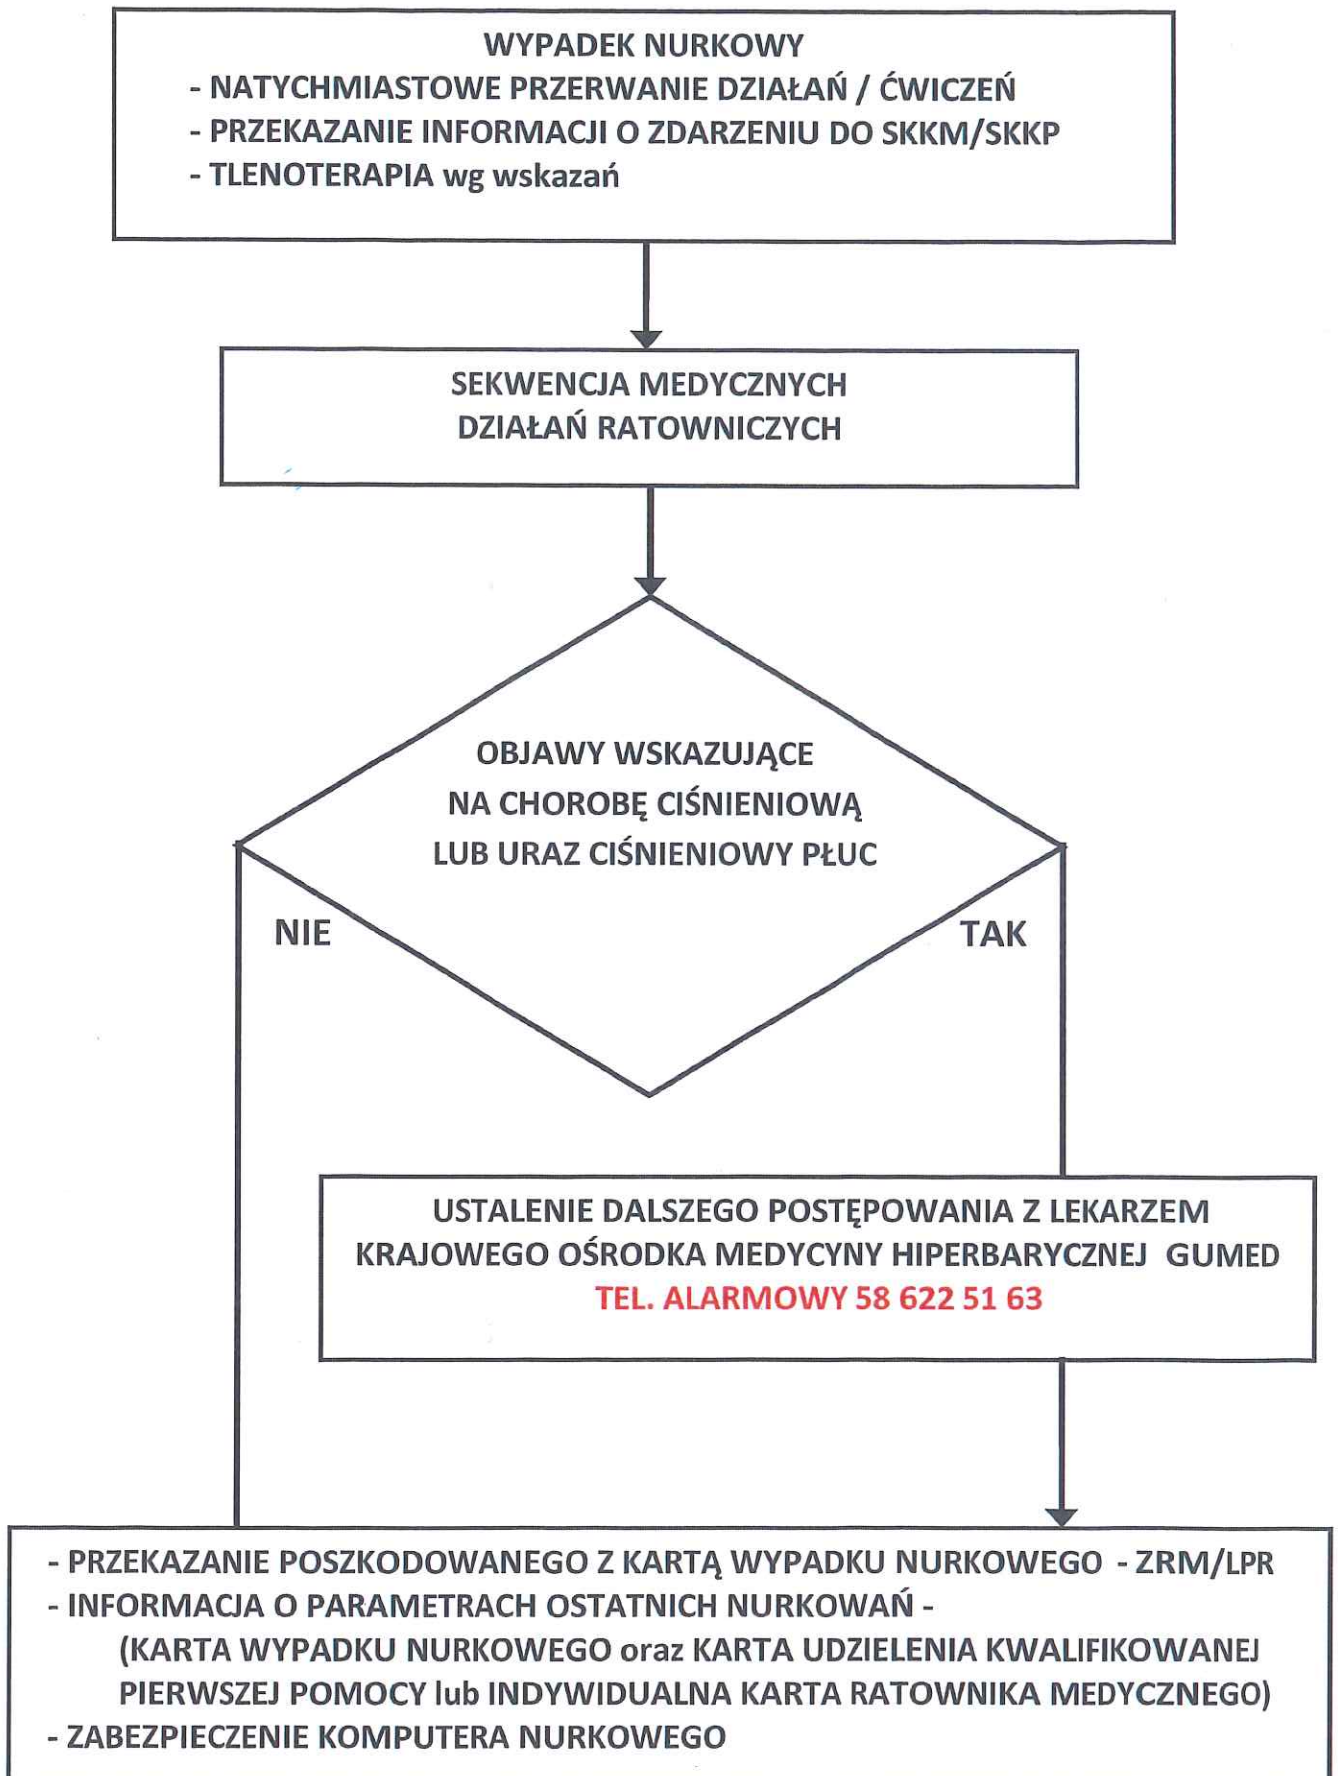 WYPADEK NURKOWY
- NATYCHMIASTOWE PRZERWANIE DZIAŁAŃ / ĆWICZEŃ
- PRZEKAZANIE INFORMACJI O ZDARZENIU DO SKKM/SKKP
- TLENOTERAPIA wg wskazań
SEKWENCJA MEDYCZNYCH
DZIAŁAŃ RATOWNICZYCH
OBJAWY WSKAZUJĄCE
NA CHOROBĘ CIŚNIENIOWĄ
LUB URAZ CIŚNIENIOWY PŁUC
NIE
TAK
USTALENIE DALSZEGO POSTĘPOWANIA Z LEKARZEM
KRAJOWEGO OŚRODKA MEDYCYNY HIPERBARYCZNEJ GUMED
TEL. ALARMOWY 58 622 51 63
- PRZEKAZANIE POSZKODOWANEGO Z KARTĄ WYPADKU NURKOWEGO - ZRM/LPR
- INFORMACJA O PARAMETRACH OSTATNICH NURKOWAŃ -
(KARTA WYPADKU NURKOWEGO oraz KARTA UDZIELENIA KWALIFIKOWANEJ
PIERWSZEJ POMOCY lub INDYWIDUALNA KARTA RATOWNIKA MEDYCZNEGO)
- ZABEZPIECZENIE KOMPUTERA NURKOWEGO